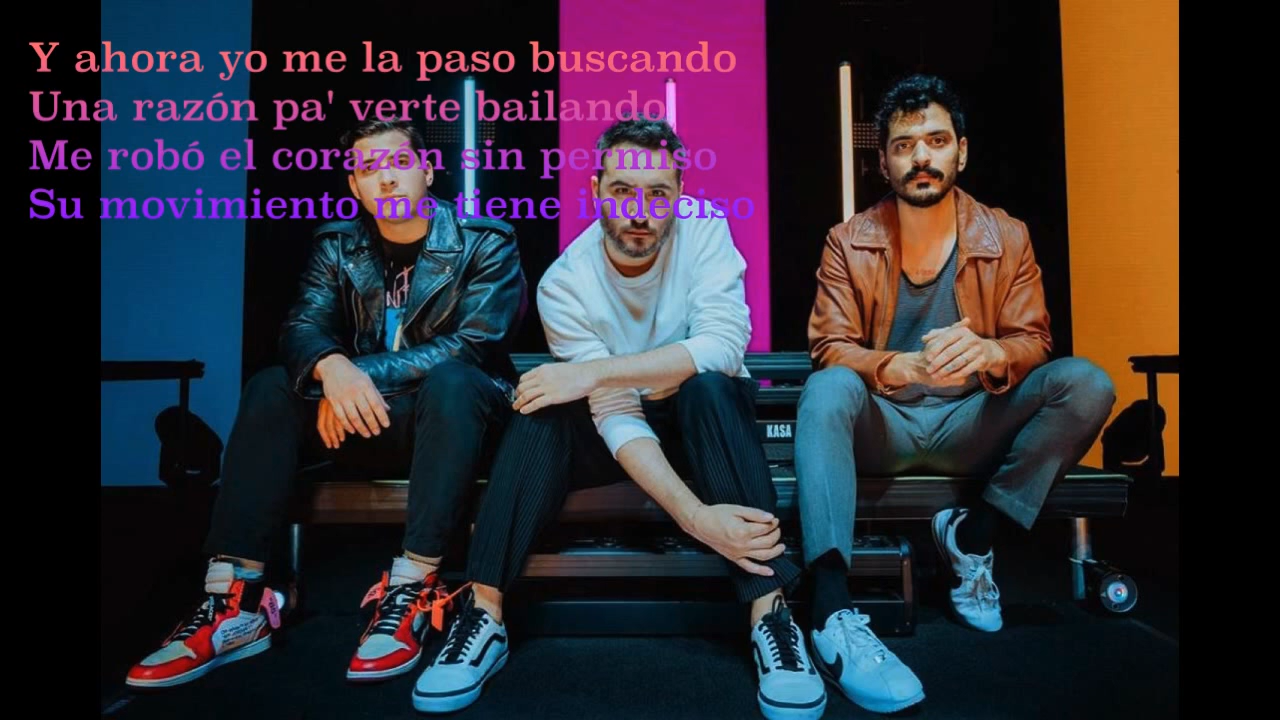 Y ahora yo me la paso buscando
Una razón pa' verte bailando
Me robó el corazón sin permiso
Su movimiento me tiene indeciso
KASA